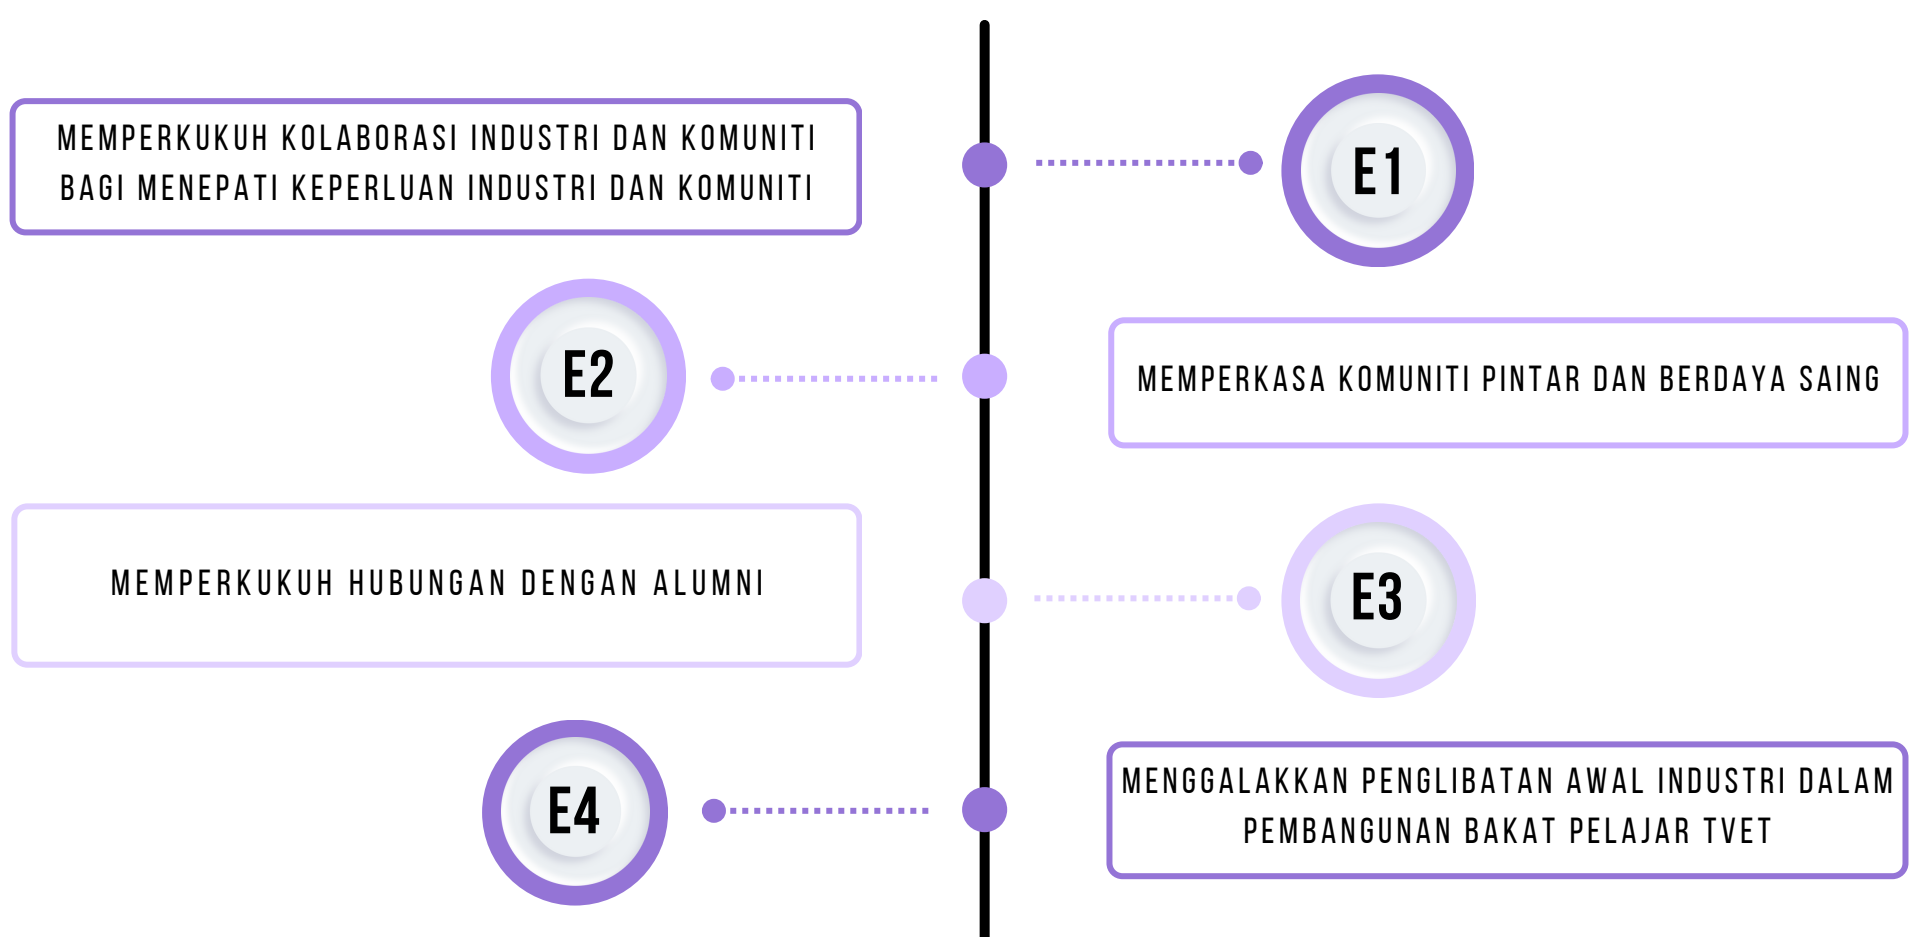 MEMPERKUKUH KOLABORASI INDUSTRI DAN KOMUNITI
BAGI MENEPATI KEPERLUAN INDUSTRI DAN KOMUNITI
E1
E2
MEMPERKASA KOMUNITI PINTAR DAN BERDAYA SAING
MEMPERKUKUH HUBUNGAN DENGAN ALUMNI
E3
E4
MENGGALAKKAN PENGLIBATAN AWAL INDUSTRI DALAM
PEMBANGUNAN BAKAT PELAJAR TVET